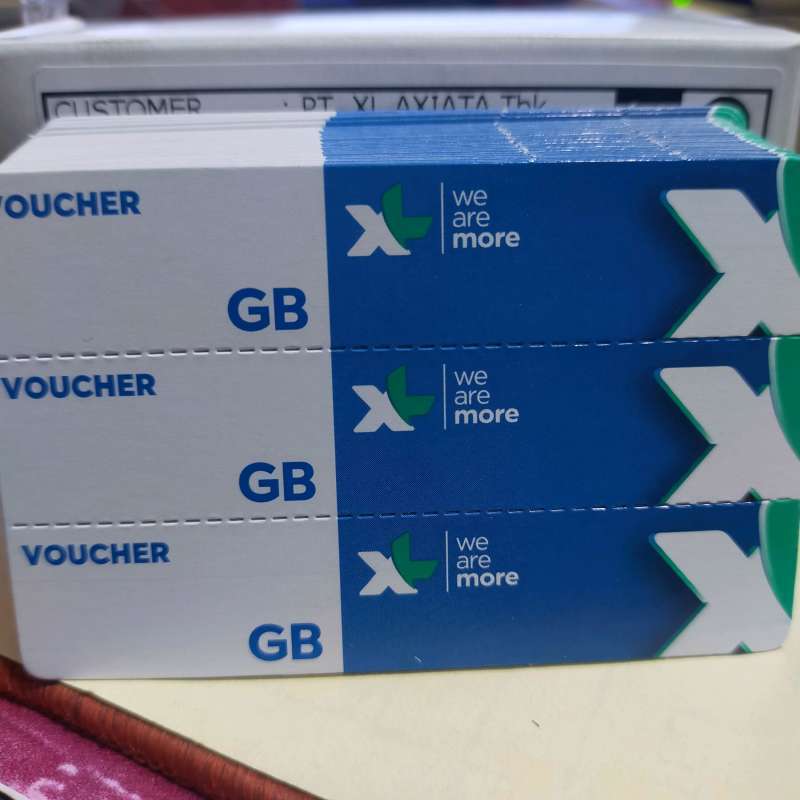 CUSTOMER : PT. XL AXIATA Tbk
VOUCHER
GB
XL we
are
more
VOUCHER
GB
XL we
are
more
VOUCHER
GB
XL we
are
more
X
X
X